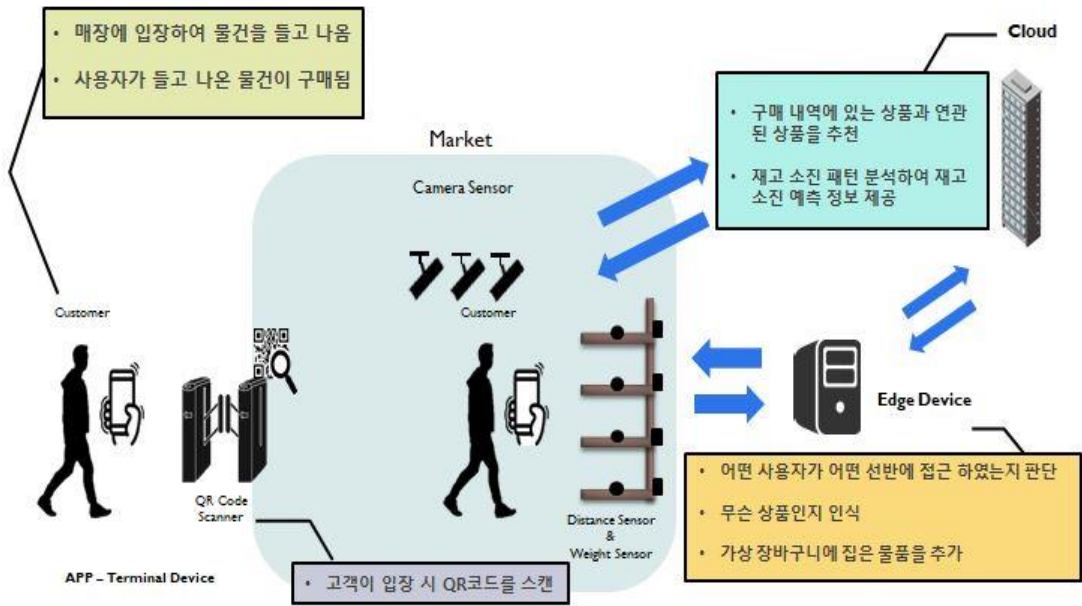 • 매장에 입장하여 물건을 들고 나옴
• 사용자가 들고 나온 물건이 구매됨
Cloud
• 구매 내역에 있는 상품과 연관
된 상품을 추천
• 재고 소진 패턴 분석하여 재고
소진 예측 정보 제공
Market
Camera Sensor
Customer
Customer
QR Code
Scanner
Distance Sensor
&
Weight Sensor
Edge Device
• 어떤 사용자가 어떤 선반에 접근 하였는지 판단
• 무슨 상품인지 인식
• 가상 장바구니에 집은 물품을 추가
APP – Terminal Device
• 고객이 입장 시 QR코드를 스캔